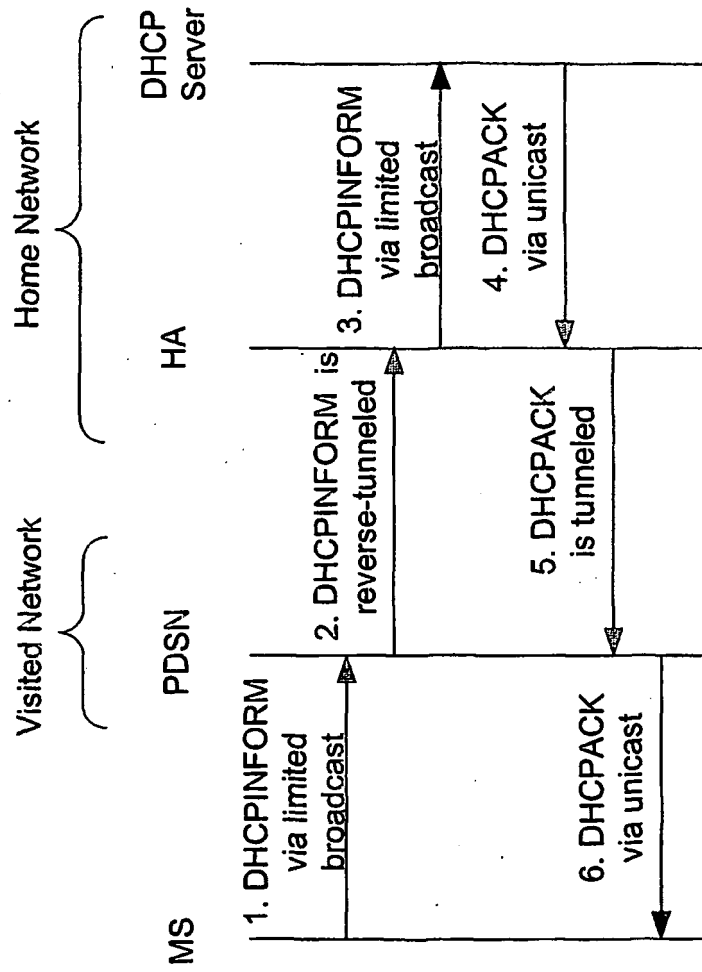 Visited Network
Home Network
MS
PDSN
HA
DHCP
Server
1. DHCPINFORM
via limited
broadcast
2. DHCPINFORM is
reverse-tunneled
3. DHCPINFORM
via limited
broadcast
4. DHCPACK
via unicast
5. DHCPACK
is tunneled
6. DHCPACK
via unicast